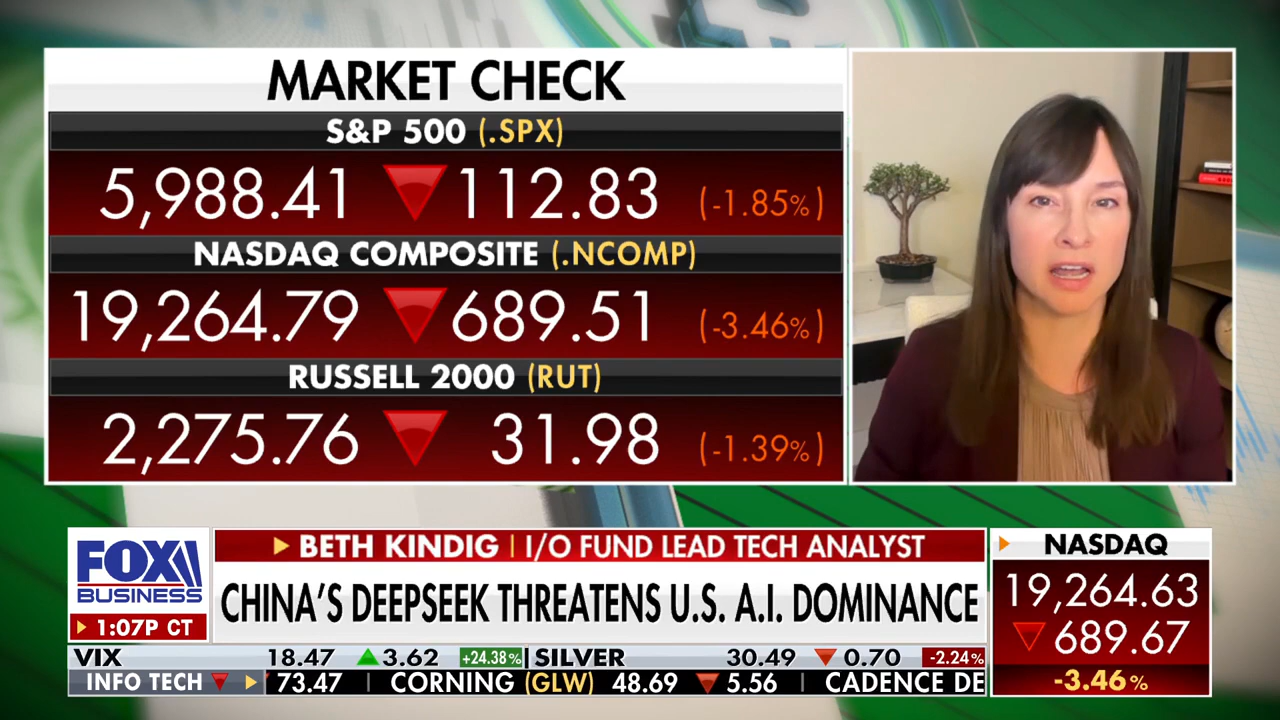 MARKET CHECK
S&P 500 (.SPX)
5,988.41 ▼ 112.83 (-1.85%)
NASDAQ COMPOSITE (.NCOMP)
19,264.79 ▼ 689.51 (-3.46%)
RUSSELL 2000 (RUT)
2,275.76 ▼ 31.98 (-1.39%)
FOX BUSINESS
1:07P CT
BETH KINDIG | I/O FUND LEAD TECH ANALYST
CHINA'S DEEPSEEK THREATENS U.S. A.I. DOMINANCE
NASDAQ
19,264.63
▼ 689.67
-3.46%
VIX 18.47 ▲ 3.62 +24.38% | SILVER 30.49 ▼ 0.70 -2.24%
INFO TECH ▼ 73.47 | CORNING (GLW) 48.69 ▼ 5.56 | CADENCE DE